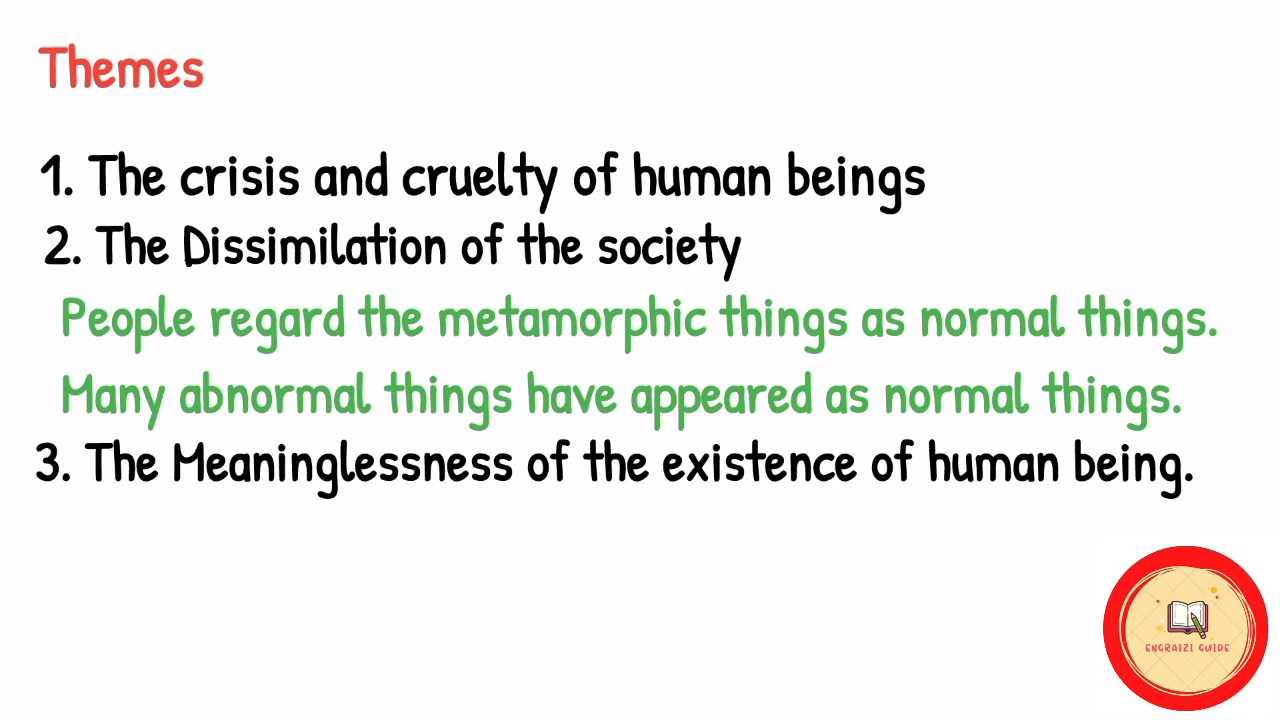 Themes
1. The crisis and cruelty of human beings
2. The Dissimilation of the society
People regard the metamorphic things as normal things.
Many abnormal things have appeared as normal things.
3. The Meaninglessness of the existence of human being.
ENGRAIZI GUIDE